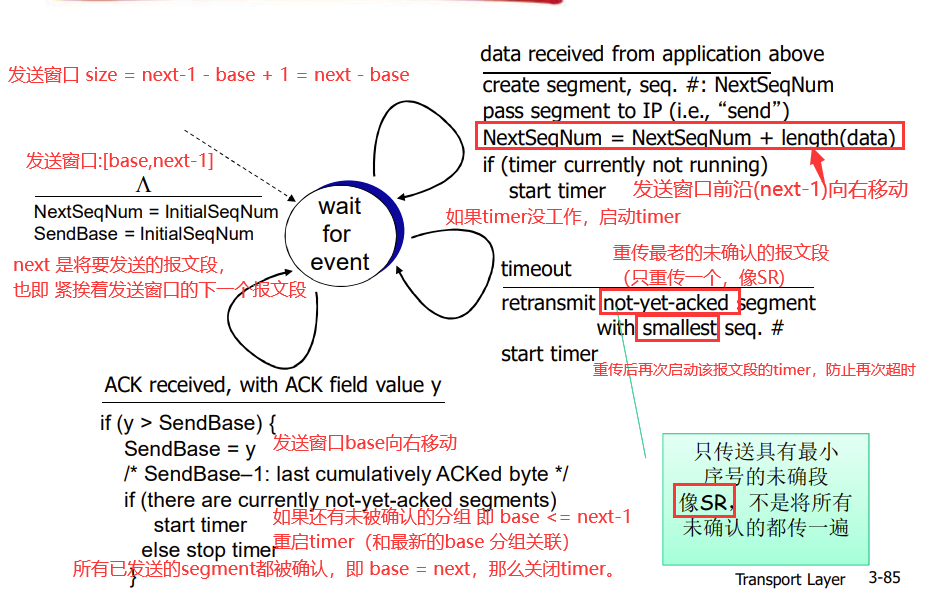 data received from application above
发送窗口 size = next-1 - base + 1 = next - base
create segment, seq. #: NextSeqNum
pass segment to IP (i.e., “send”)
NextSeqNum = NextSeqNum + length(data)
if (timer currently not running)
start timer
发送窗口前沿(next-1)向右移动
如果timer没工作，启动timer
发送窗口:[base,next-1]
Λ
NextSeqNum = InitialSeqNum
SendBase = InitialSeqNum
next 是将要发送的报文段，
也即 紧挨着发送窗口的下一个报文段
wait
for
event
timeout
重传最老的未确认的报文段
（只重传一个，像SR)
retransmit not-yet-acked segment
with smallest seq. #
start timer
重传后再次启动该报文段的timer，防止再次超时
ACK received, with ACK field value y
if (y > SendBase) {
SendBase = y
发送窗口base向右移动
/* SendBase–1: last cumulatively ACKed byte */
if (there are currently not-yet-acked segments)
start timer
如果还有未被确认的分组 即 base <= next-1
重启timer（和最新的base 分组关联）
else stop timer
所有已发送的segment都被确认，即 base = next，那么关闭timer。
}
只传送具有最小
序号的未确段
像SR，不是将所有
未确认的都传一遍
Transport Layer 3-85